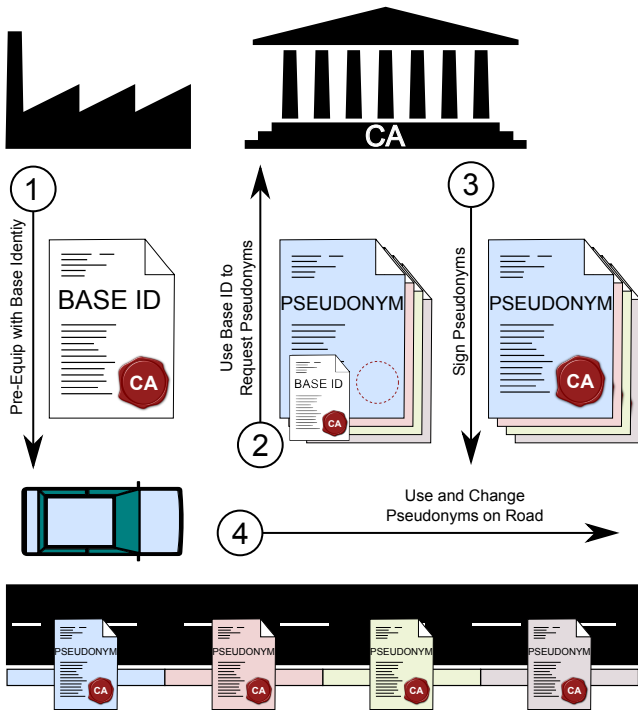 CA
1
Pre-Equip with Base Identiy
BASE ID
CA
2
Use Base ID to
Request Pseudonyms
PSEUDONYM
BASE ID
CA
3
Sign Pseudonyms
PSEUDONYM
CA
4
Use and Change
Pseudonyms on Road
PSEUDONYM
CA
PSEUDONYM
CA
PSEUDONYM
CA
PSEUDONYM
CA